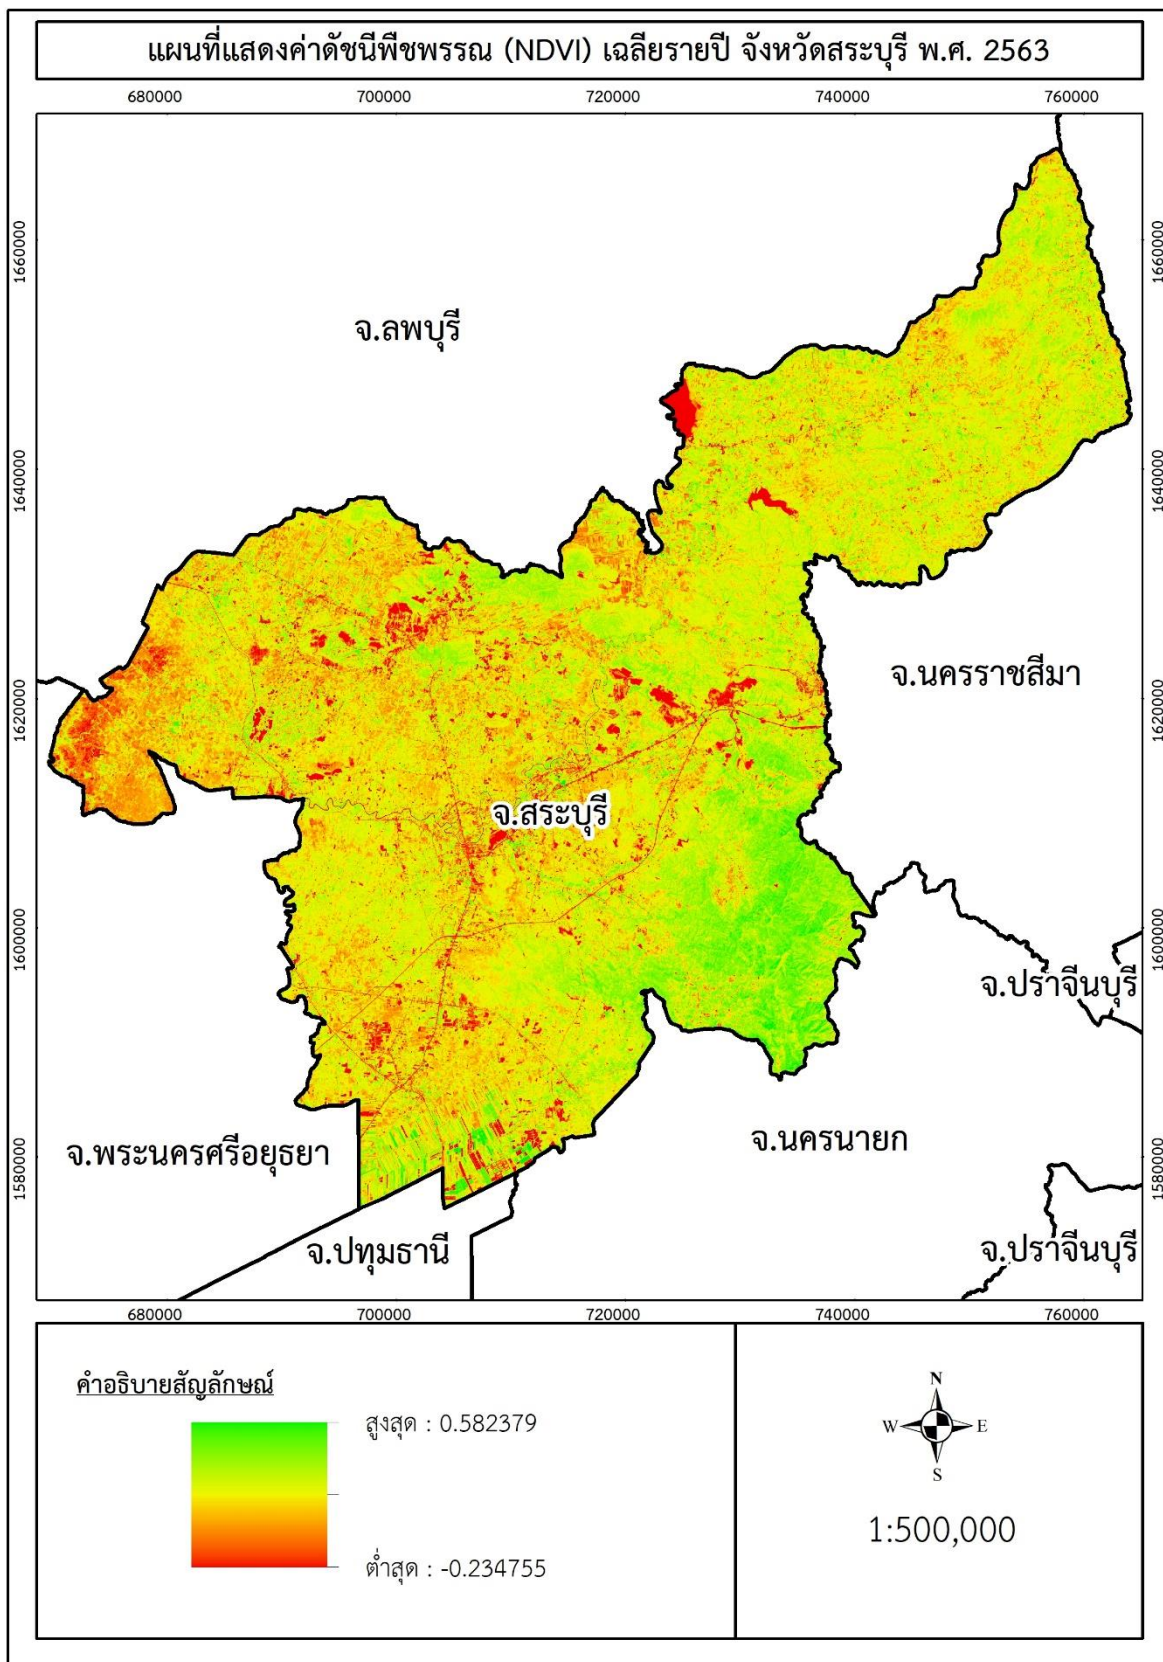 แผนที่แสดงค่าดัชนีพืชพรรณ (NDVI) เฉลี่ยรายปี จังหวัดสระบุรี พ.ศ. 2563
680000 700000 720000 740000 760000
1660000 1660000
จ.ลพบุรี
1640000 1640000
จ.นครราชสีมา
1620000 1620000
จ.สระบุรี
1600000 1600000
จ.ปราจีนบุรี
จ.พระนครศรีอยุธยา
จ.นครนายก
1580000 1580000
จ.ปทุมธานี
จ.ปราจีนบุรี
680000 700000 720000 740000 760000
คำอธิบายสัญลักษณ์
สูงสุด : 0.582379
ต่ำสุด : -0.234755
N
W E
S
1:500,000